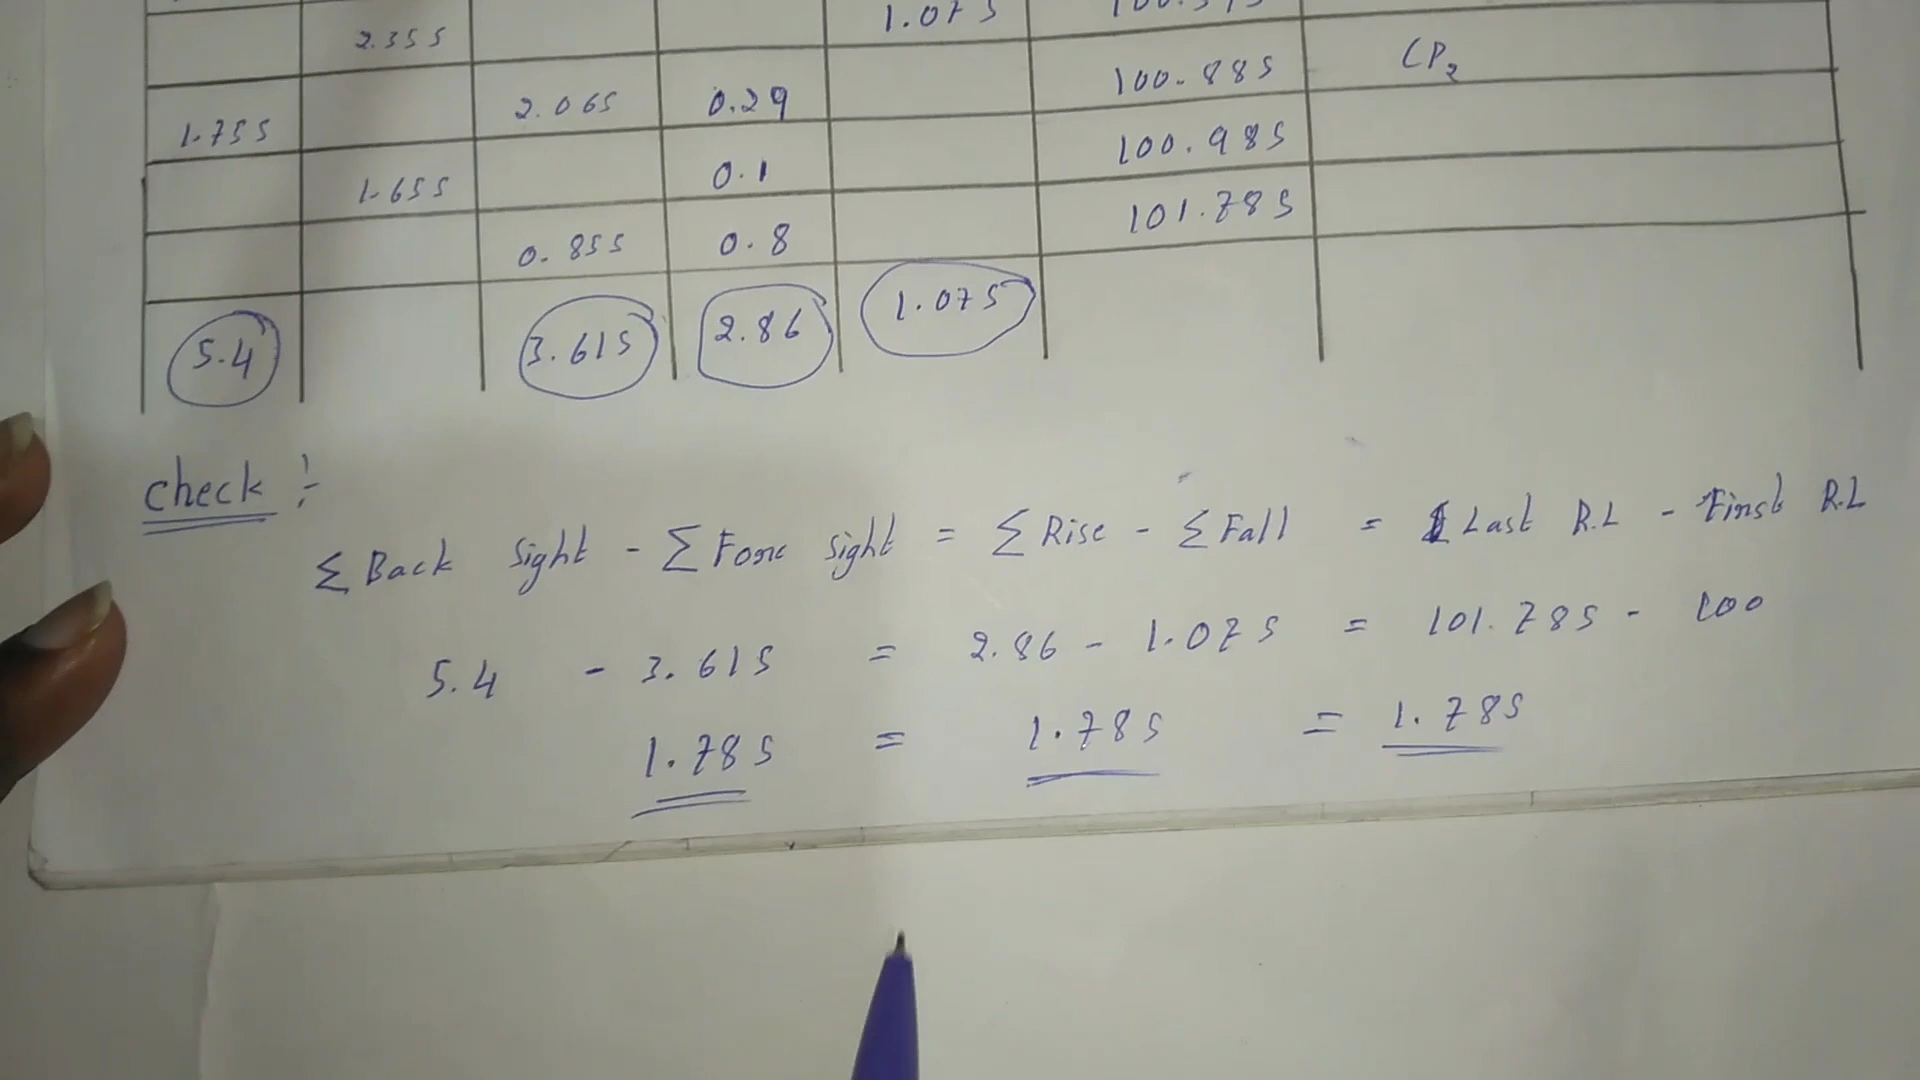 2.355 1.075
2.065 0.29 100.885 CP2
1.755 0.1 100.985
1.655 0.855 0.8 101.785
5.4 3.615 2.86 1.075
check :-
Σ Back sight - Σ Fore sight = Σ Rise - Σ Fall = Last R.L - First R.L
5.4 - 3.615 = 2.86 - 1.075 = 101.785 - 100
1.785 = 1.785 = 1.785